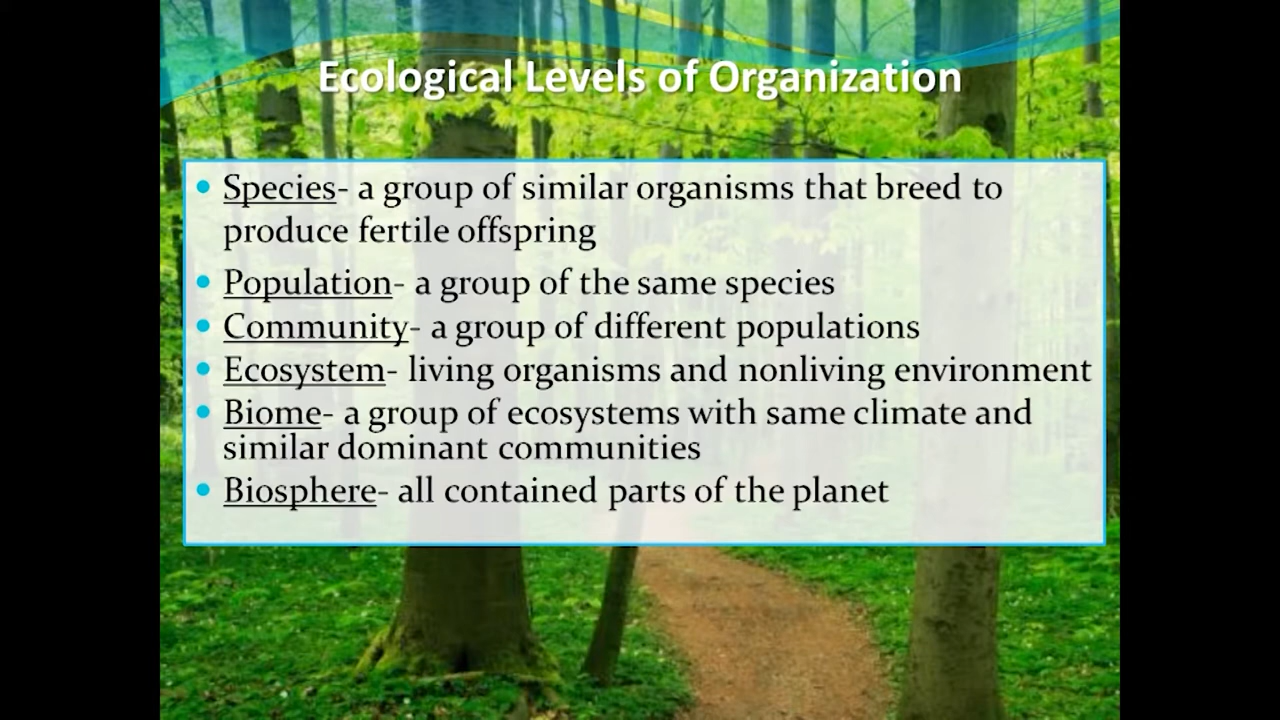 Ecological Levels of Organization
• Species- a group of similar organisms that breed to
produce fertile offspring
• Population- a group of the same species
• Community- a group of different populations
• Ecosystem- living organisms and nonliving environment
• Biome- a group of ecosystems with same climate and
similar dominant communities
• Biosphere- all contained parts of the planet